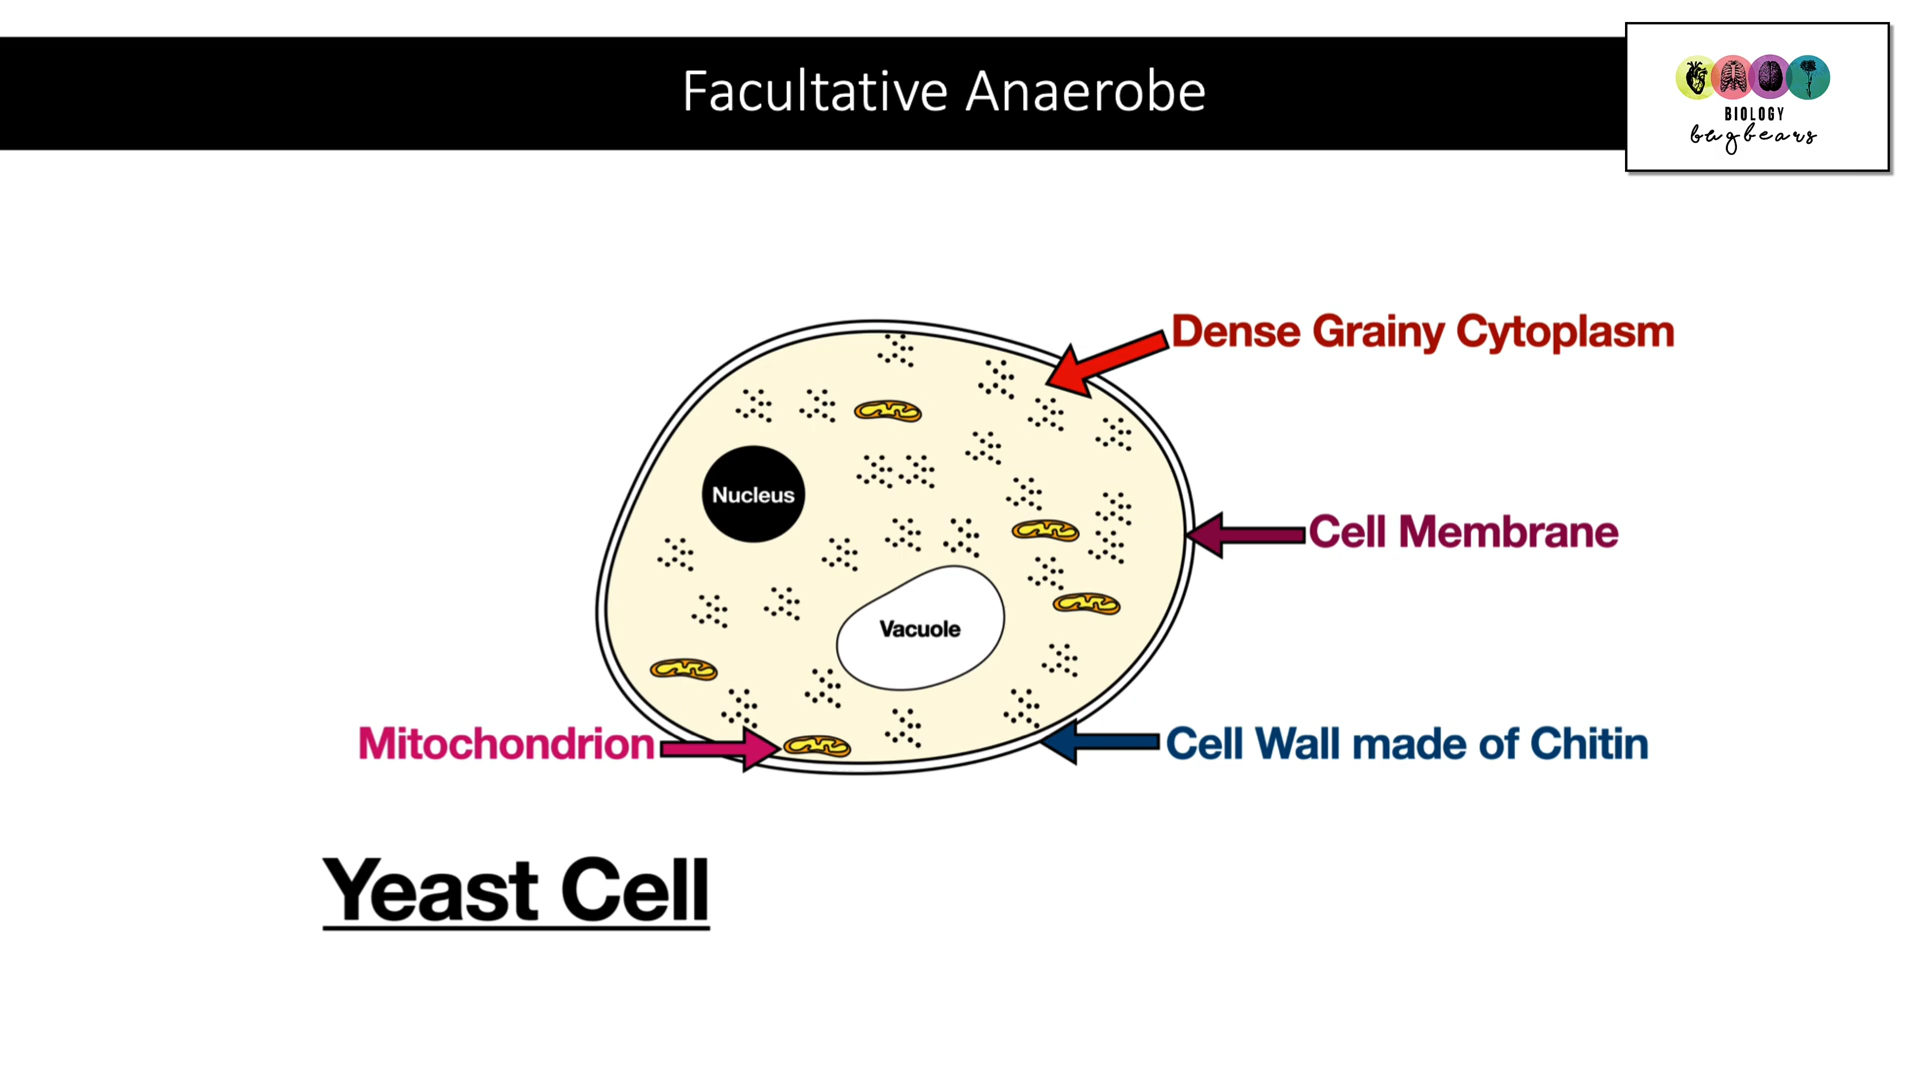 Facultative Anaerobe
BIOLOGY
bugbears
Dense Grainy Cytoplasm
Nucleus
Cell Membrane
Vacuole
Mitochondrion
Cell Wall made of Chitin
Yeast Cell